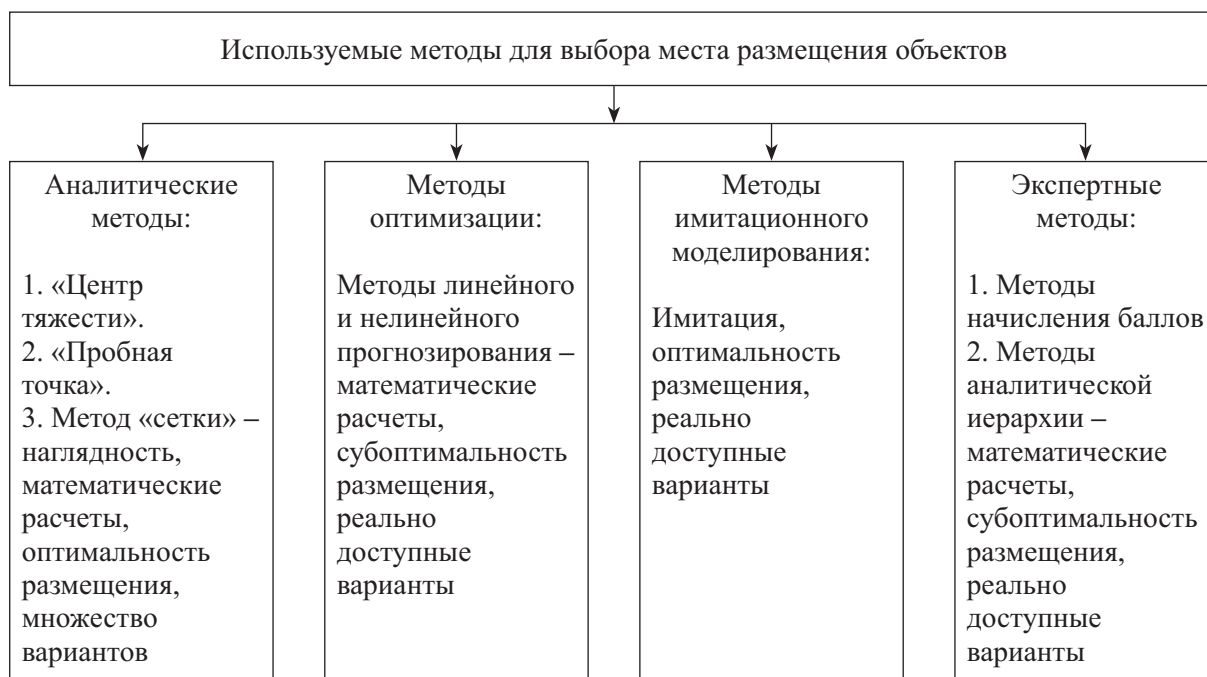 Используемые методы для выбора места размещения объектов
Аналитические
методы:
1. «Центр
тяжести».
2. «Пробная
точка».
3. Метод «сетки» –
наглядность,
математические
расчеты,
оптимальность
размещения,
множество
вариантов
Методы
оптимизации:
Методы линейного
и нелинейного
прогнозирования –
математические
расчеты,
субоптимальность
размещения,
реально
доступные
варианты
Методы
имитационного
моделирования:
Имитация,
оптимальность
размещения,
реально
доступные
варианты
Экспертные
методы:
1. Методы
начисления баллов
2. Методы
аналитической
иерархии –
математические
расчеты,
субоптимальность
размещения,
реально
доступные
варианты